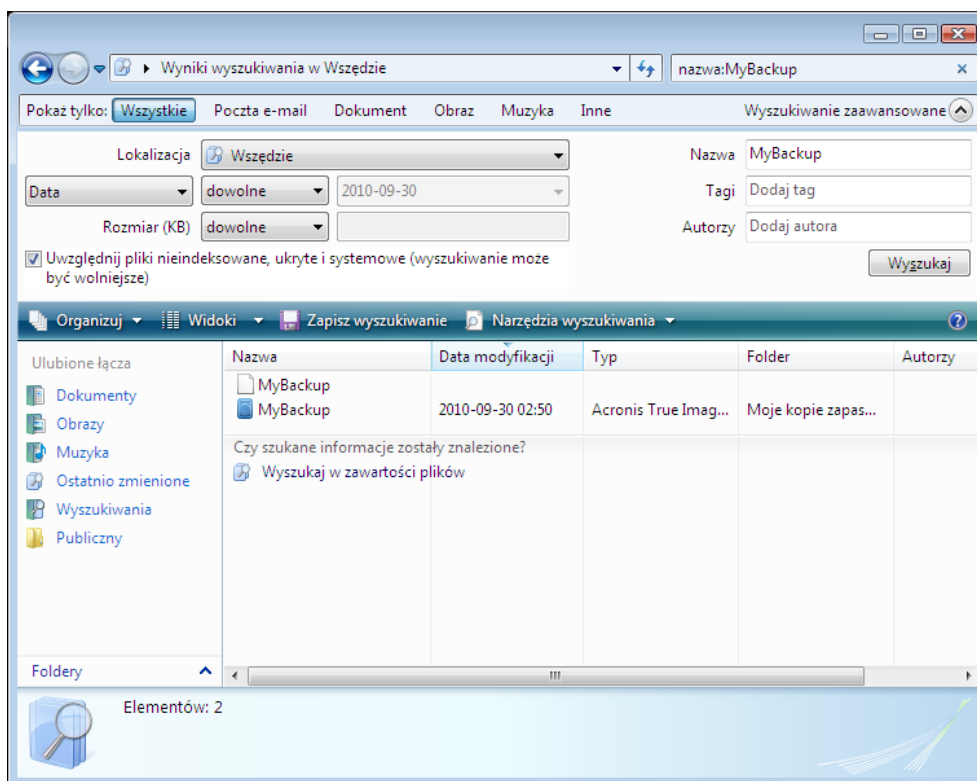 Wyniki wyszukiwania w Wszędzie
nazwa:MyBackup
Pokaż tylko: Wszystkie Poczta e-mail Dokument Obraz Muzyka Inne Wyszukiwanie zaawansowane
Lokalizacja Wszędzie Nazwa MyBackup
Data dowolne 2010-09-30 Tagi Dodaj tag
Rozmiar (KB) dowolne Autorzy Dodaj autora
Uwzględnij pliki nieindeksowane, ukryte i systemowe (wyszukiwanie może
być wolniejsze)
Wyszukaj
Organizuj Widoki Zapisz wyszukiwanie Narzędzia wyszukiwania
Ulubione łącza
Dokumenty
Obrazy
Muzyka
Ostatnio zmienione
Wyszukiwania
Publiczny
Foldery
Nazwa Data modyfikacji Typ Folder Autorzy
MyBackup
MyBackup 2010-09-30 02:50 Acronis True Imag... Moje kopie zapas...
Czy szukane informacje zostały znalezione?
Wyszukaj w zawartości plików
Elementów: 2